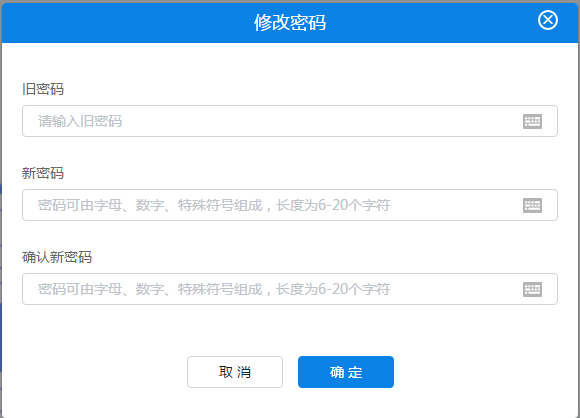 修改密码
旧密码
请输入旧密码
新密码
密码可由字母、数字、特殊符号组成，长度为6-20个字符
确认新密码
密码可由字母、数字、特殊符号组成，长度为6-20个字符
取 消 确 定